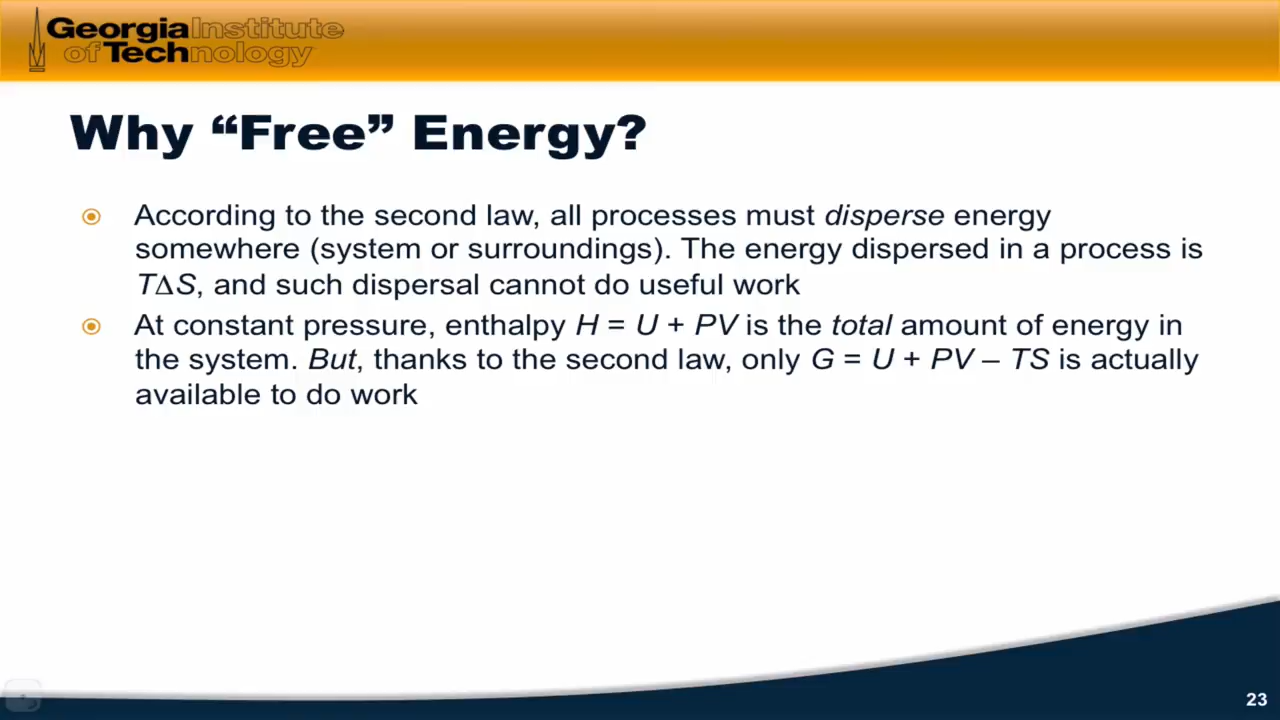 Georgia Institute
of Technology
Why “Free” Energy?
According to the second law, all processes must disperse energy
somewhere (system or surroundings). The energy dispersed in a process is
T∆S, and such dispersal cannot do useful work
At constant pressure, enthalpy H = U + PV is the total amount of energy in
the system. But, thanks to the second law, only G = U + PV – TS is actually
available to do work
23